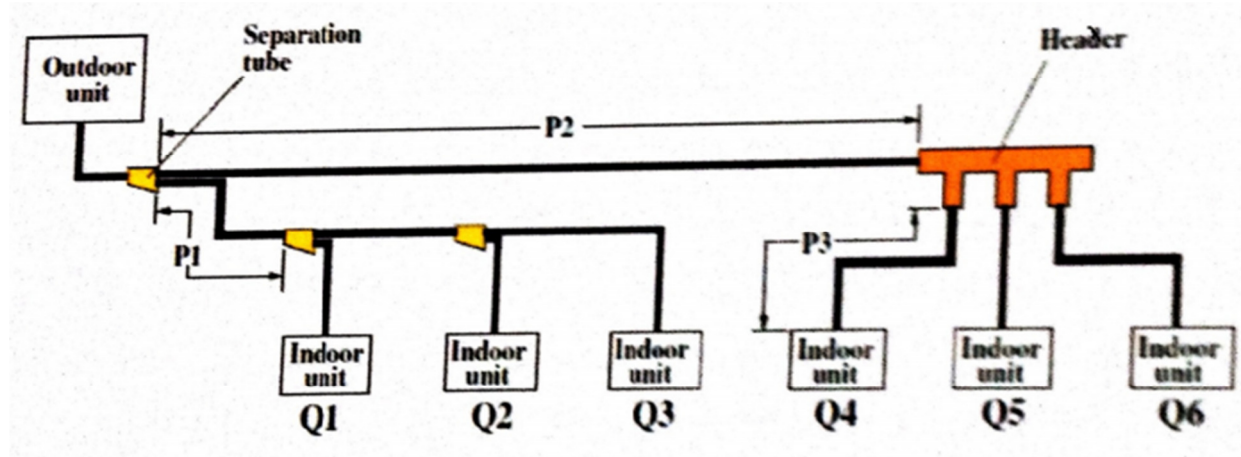 Separation
tube
Header
Outdoor
unit
P2
P1
P3
Indoor
unit
Indoor
unit
Indoor
unit
Indoor
unit
Indoor
unit
Indoor
unit
Q1
Q2
Q3
Q4
Q5
Q6